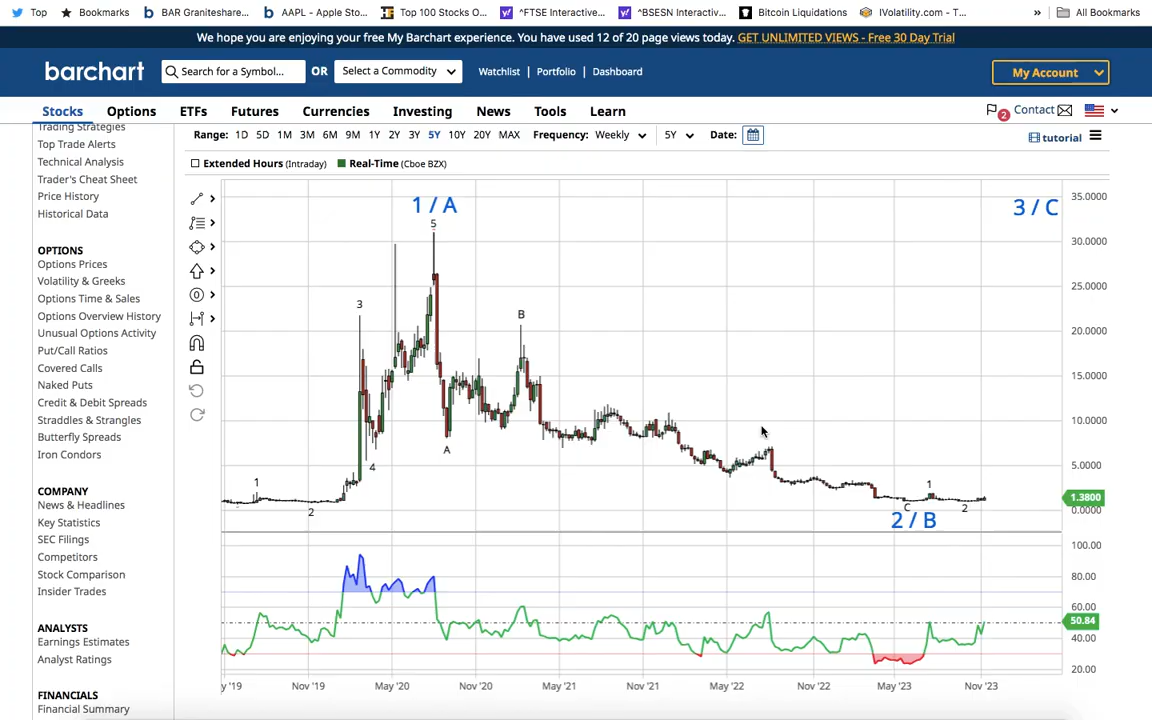 Top
Bookmarks
BAR Graniteshare...
AAPL - Apple Sto...
Top 100 Stocks O...
^FTSE Interactive...
^BSESN Interactiv...
Bitcoin Liquidations
IVolatility.com - T...
»
All Bookmarks
We hope you are enjoying your free My Barchart experience. You have used 12 of 20 page views today. GET UNLIMITED VIEWS - Free 30 Day Trial
barchart
Search for a Symbol...
OR
Select a Commodity
Watchlist | Portfolio | Dashboard
My Account
Stocks Options ETFs Futures Currencies Investing News Tools Learn
2
Contact
Trading Strategies
Top Trade Alerts
Technical Analysis
Trader's Cheat Sheet
Price History
Historical Data
OPTIONS
Options Prices
Volatility & Greeks
Options Time & Sales
Options Overview History
Unusual Options Activity
Put/Call Ratios
Covered Calls
Naked Puts
Credit & Debit Spreads
Straddles & Strangles
Butterfly Spreads
Iron Condors
COMPANY
News & Headlines
Key Statistics
SEC Filings
Competitors
Stock Comparison
Insider Trades
ANALYSTS
Earnings Estimates
Analyst Ratings
FINANCIALS
Financial Summary
Range: 1D 5D 1M 3M 6M 9M 1Y 2Y 3Y 5Y 10Y 20Y MAX Frequency: Weekly 5Y Date:
tutorial
Extended Hours (Intraday) Real-Time (Cboe BZX)
1 / A
3 / C
5
3
B
4
A
1
2
1
C
2
2 / B
35.0000
30.0000
25.0000
20.0000
15.0000
10.0000
5.0000
1.3800
0.0000
100.00
80.00
60.00
50.84
40.00
20.00
y '19 Nov '19 May '20 Nov '20 May '21 Nov '21 May '22 Nov '22 May '23 Nov '23